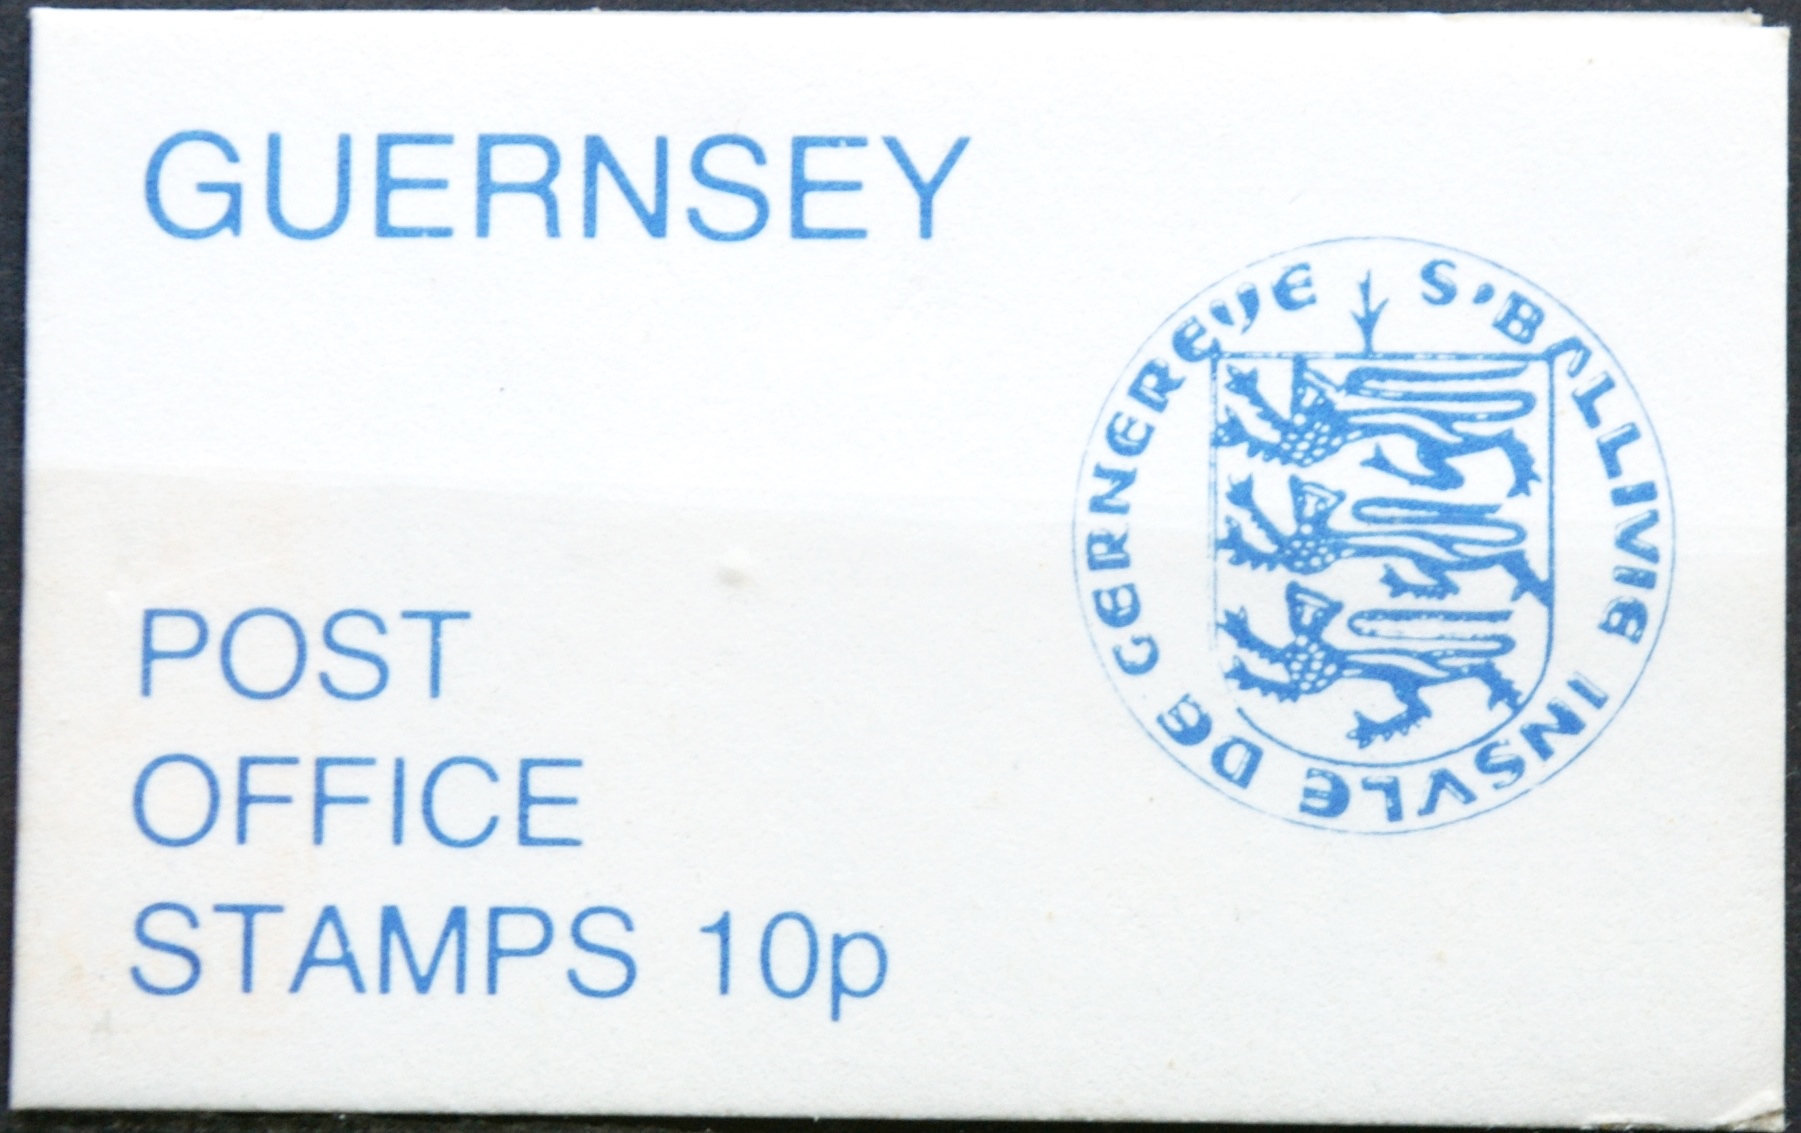 GUERNSEY
S'BALLIVIE INSVLE DE GERNEREYE
POST
OFFICE
STAMPS 10p